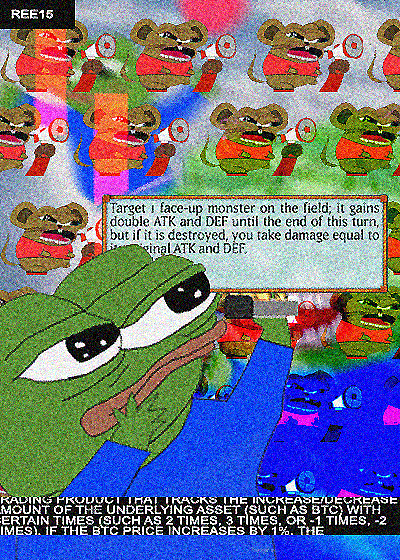 REE15
Target 1 face-up monster on the field; it gains
double ATK and DEF until the end of this turn,
but if it is destroyed, you take damage equal to
original ATK and DEF.
RADING PRODUCT THAT TRACKS THE INCREASE/DECREASE
MOUNT OF THE UNDERLYING ASSET (SUCH AS BTC) WITH
ERTAIN TIMES (SUCH AS 2 TIMES, 3 TIMES, OR -1 TIMES, -2
IMES). IF THE BTC PRICE INCREASES BY 1%, THE